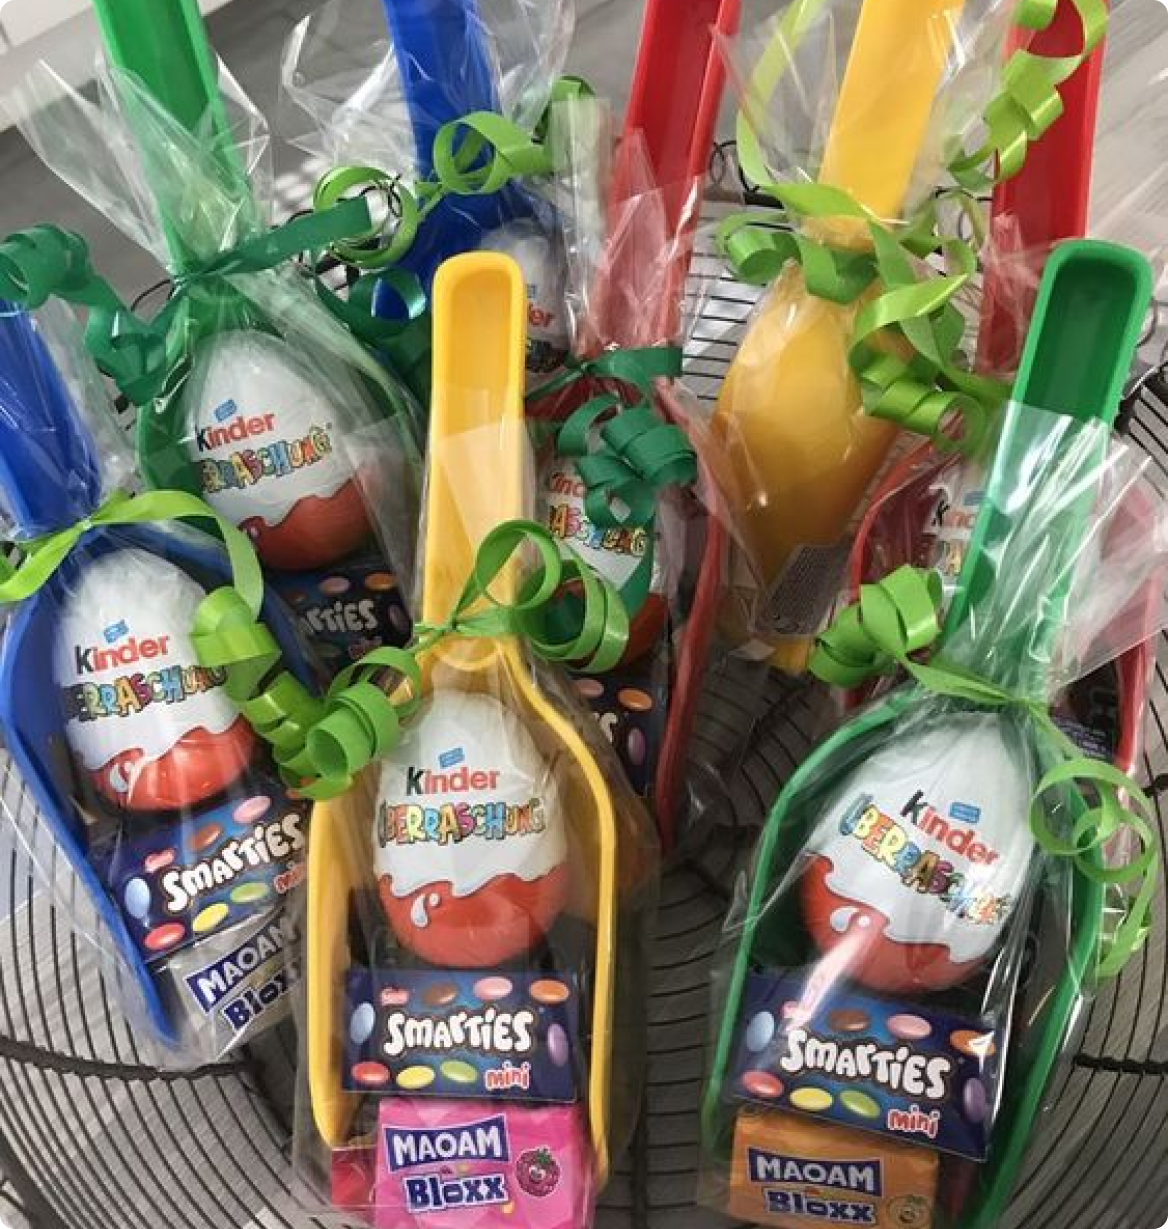 kinder
ÜBERRASCHUNG
SMARTIES
kinder
ÜBERRASCHUNG
SMARTIES
MAOAM
Bloxx
kinder
ÜBERRASCHUNG
SMARTIES
mini
MAOAM
Bloxx
kinder
ÜBERRASCHUNG
SMARTIES
mini
MAOAM
Bloxx